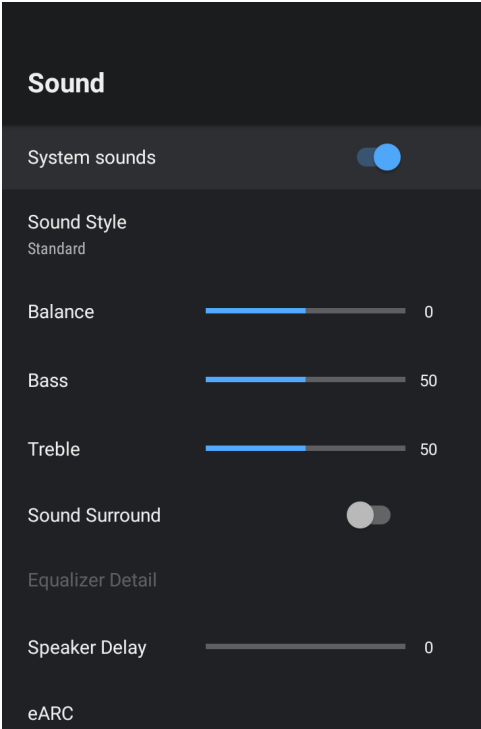 Sound
System sounds
Sound Style
Standard
Balance 0
Bass 50
Treble 50
Sound Surround
Equalizer Detail
Speaker Delay 0
eARC